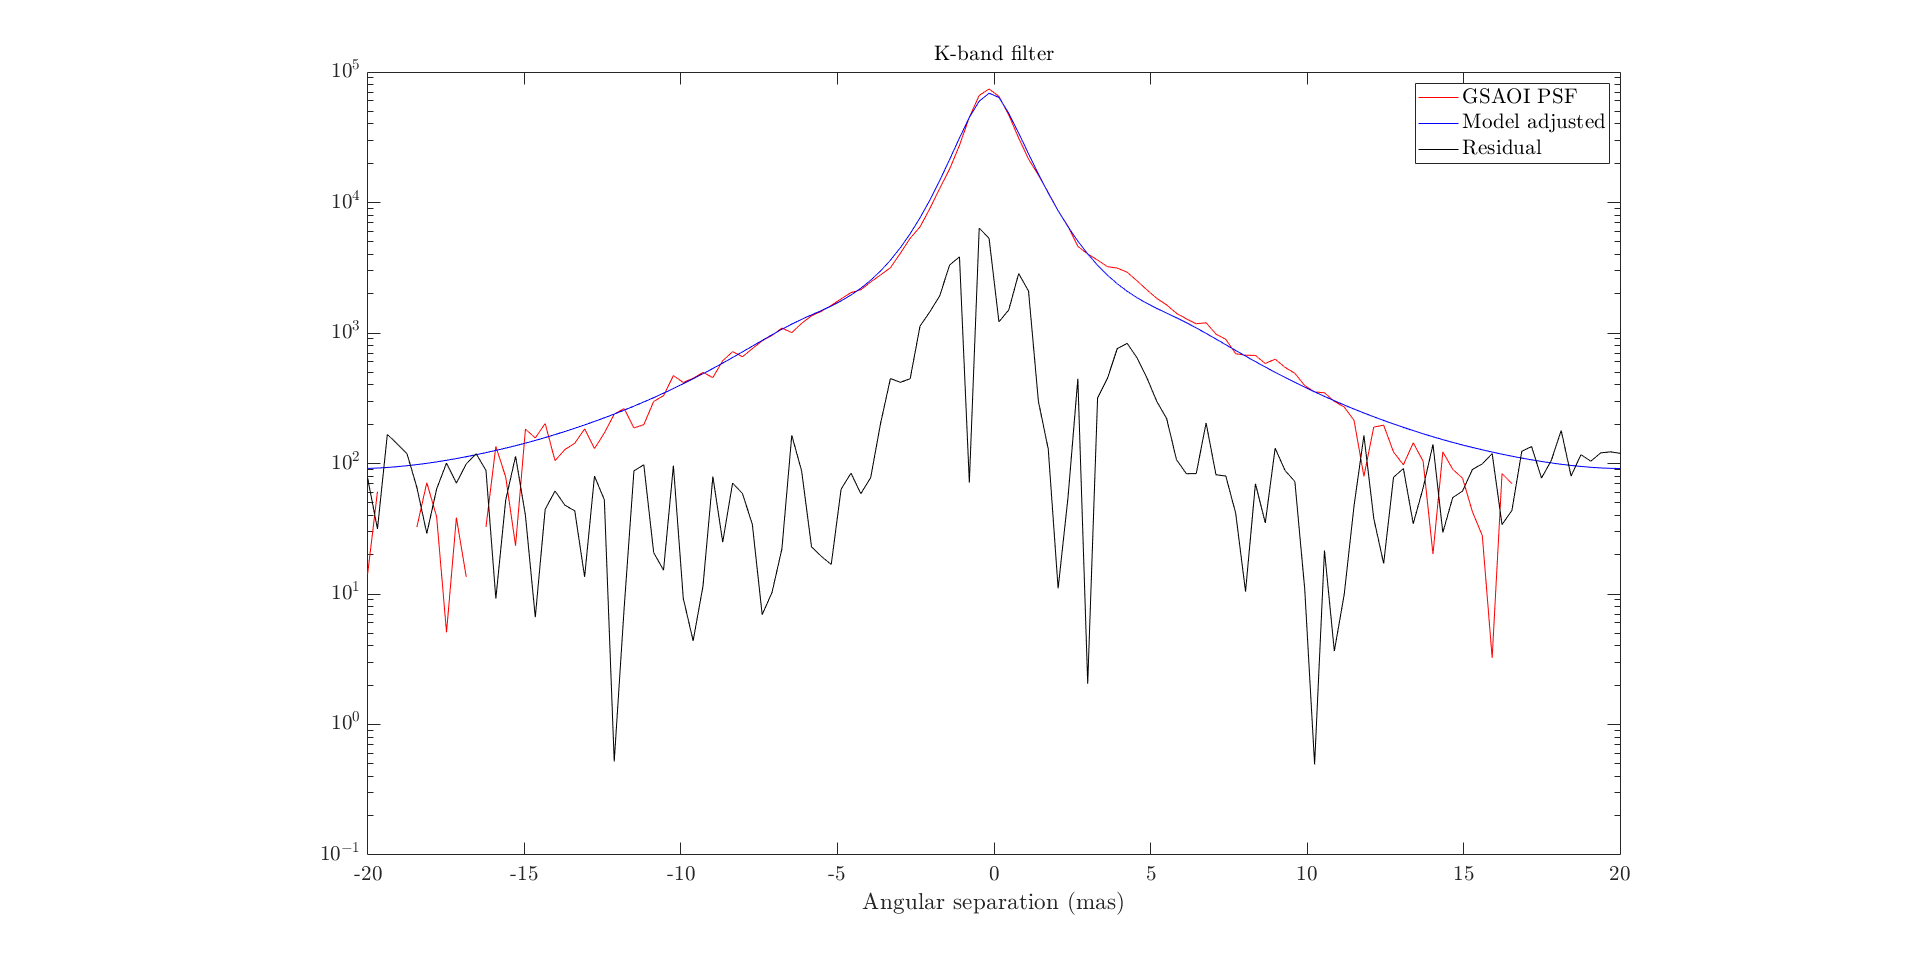 K-band filter
10^5
10^4
10^3
10^2
10^1
10^0
10^−1
GSAOI PSF
Model adjusted
Residual
-20 -15 -10 -5 0 5 10 15 20
Angular separation (mas)